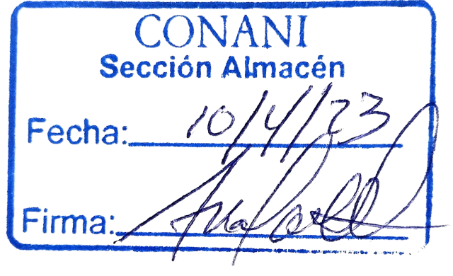 CONANI
Sección Almacén
Fecha: 10/4/23
Firma: